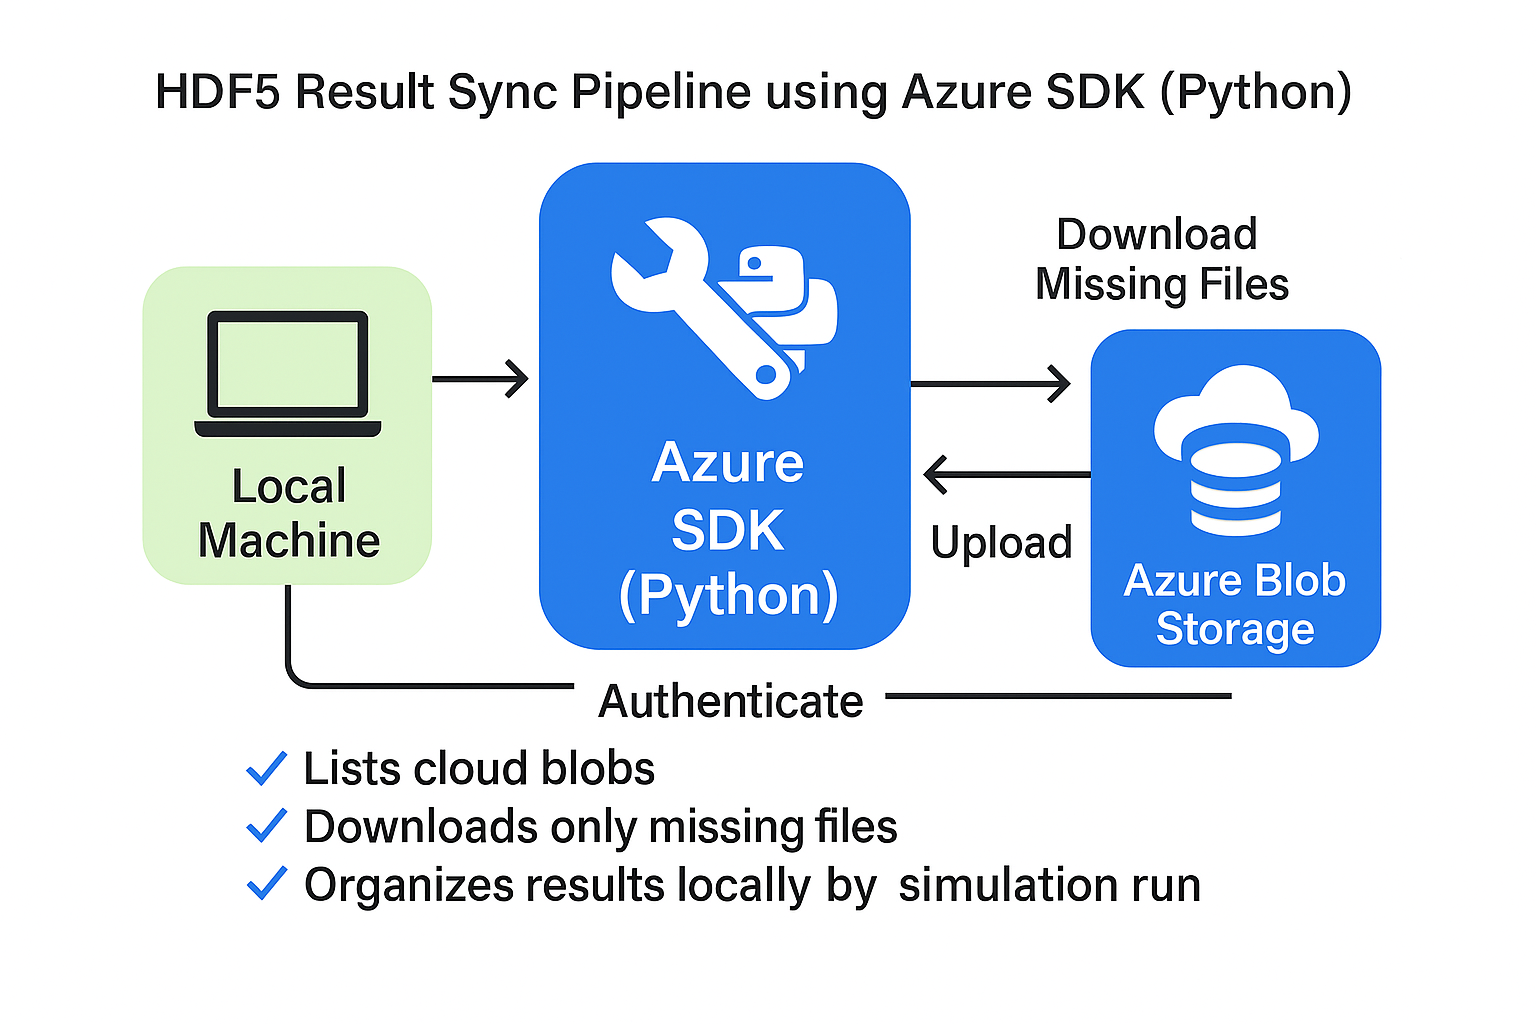 HDF5 Result Sync Pipeline using Azure SDK (Python)
Local
Machine
Azure
SDK
(Python)
Download
Missing Files
Upload
Azure Blob
Storage
Authenticate
Lists cloud blobs
Downloads only missing files
Organizes results locally by simulation run